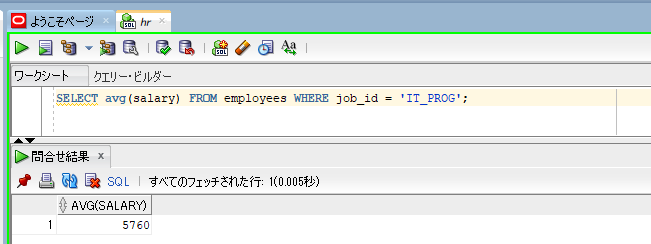 ようこそページ hr
ワークシート クエリー・ビルダー
SELECT avg(salary) FROM employees WHERE job_id = 'IT_PROG';
問合せ結果 x
SQL | すべてのフェッチされた行: 1(0.005秒)
AVG(SALARY)
1 5760